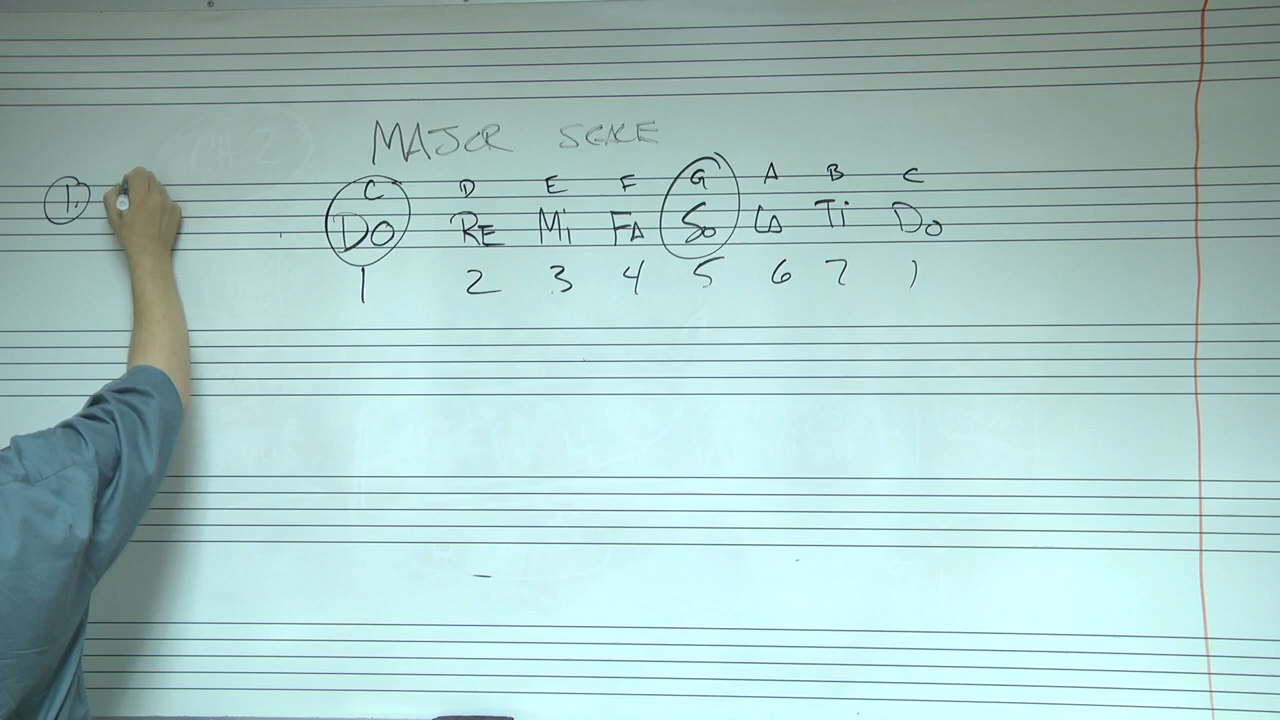 MAJOR SCALE
1.
C D E F G A B C
DO RE Mi FA So LA Ti Do
1 2 3 4 5 6 7 1